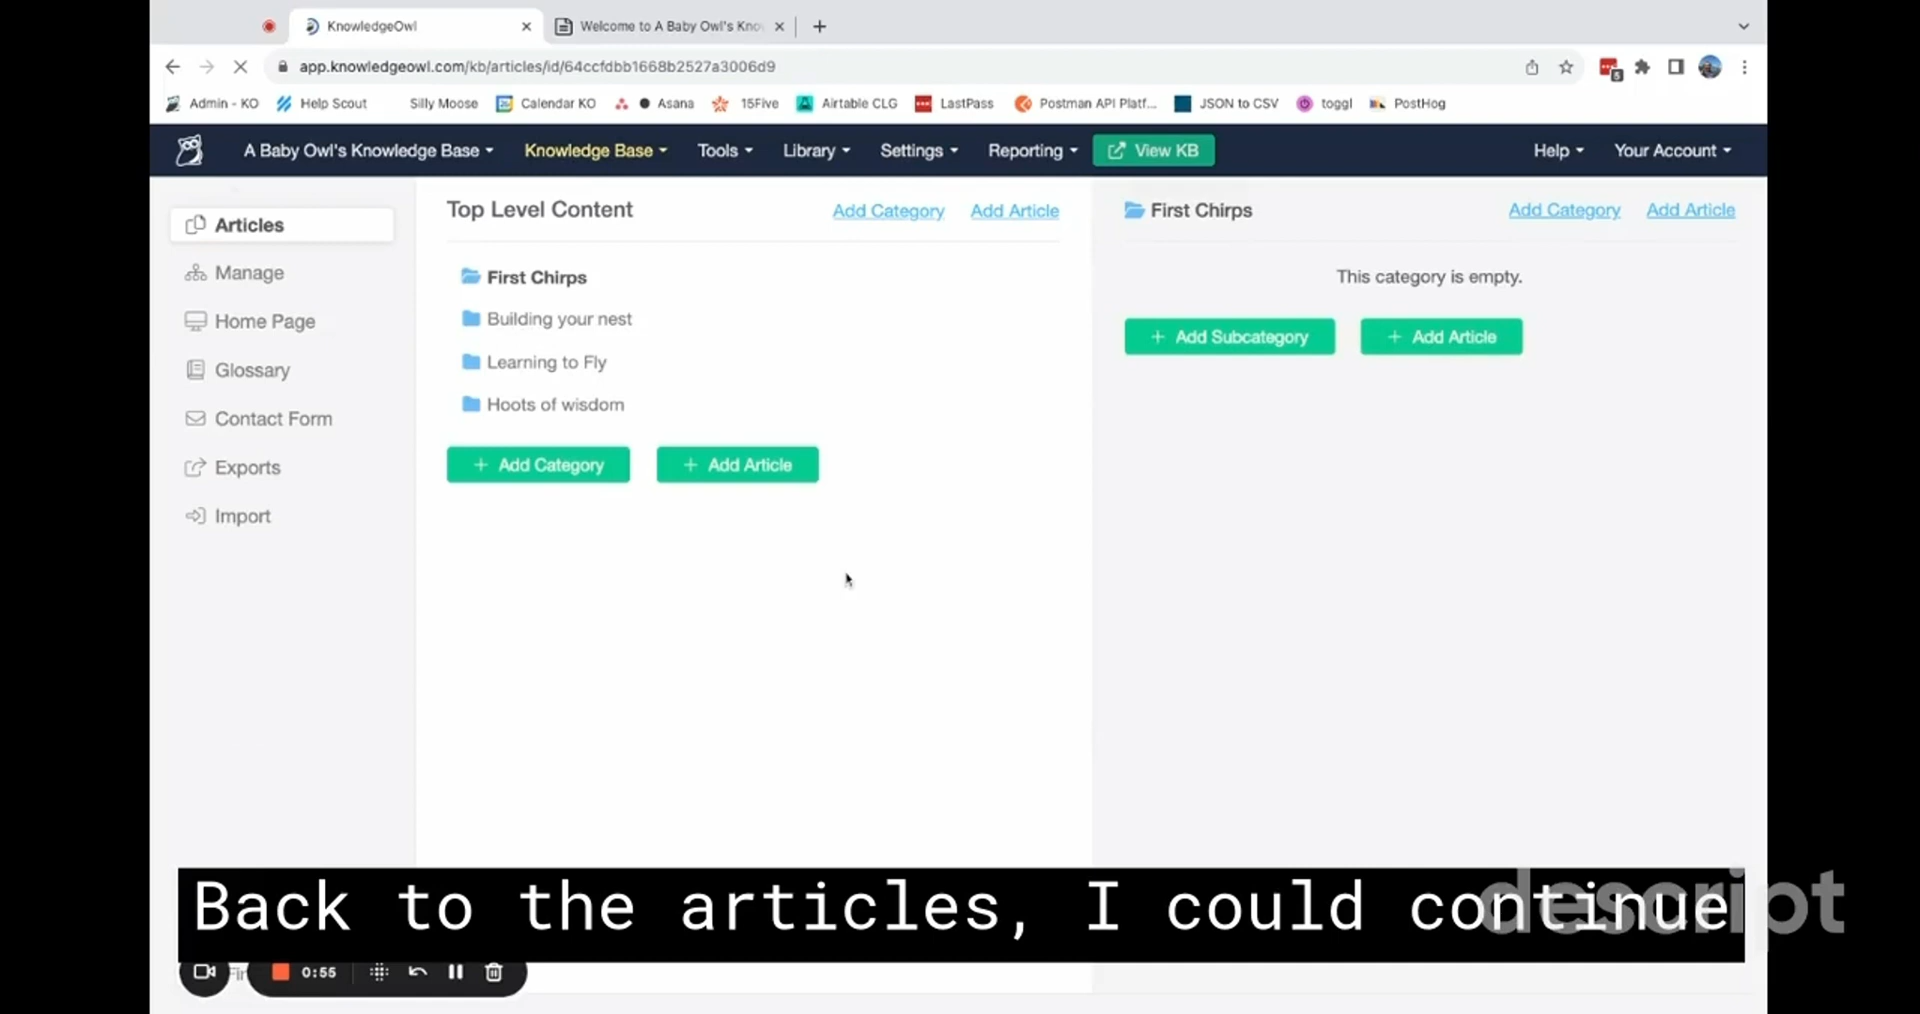 KnowledgeOwl
Welcome to A Baby Owl's Know
app.knowledgeowl.com/kb/articles/id/64ccfdbb1668b2527a3006d9
5
Admin - KO Help Scout Silly Moose Calendar KO Asana 15Five Airtable CLG LastPass Postman API Platf... JSON to CSV toggl PostHog
A Baby Owl's Knowledge Base Knowledge Base Tools Library Settings Reporting View KB Help Your Account
Articles
Manage
Home Page
Glossary
Contact Form
Exports
Import
Top Level Content Add Category Add Article
First Chirps
Building your nest
Learning to Fly
Hoots of wisdom
+ Add Category + Add Article
First Chirps Add Category Add Article
This category is empty.
+ Add Subcategory + Add Article
Back to the articles, I could continue
descript
Fir
0:55